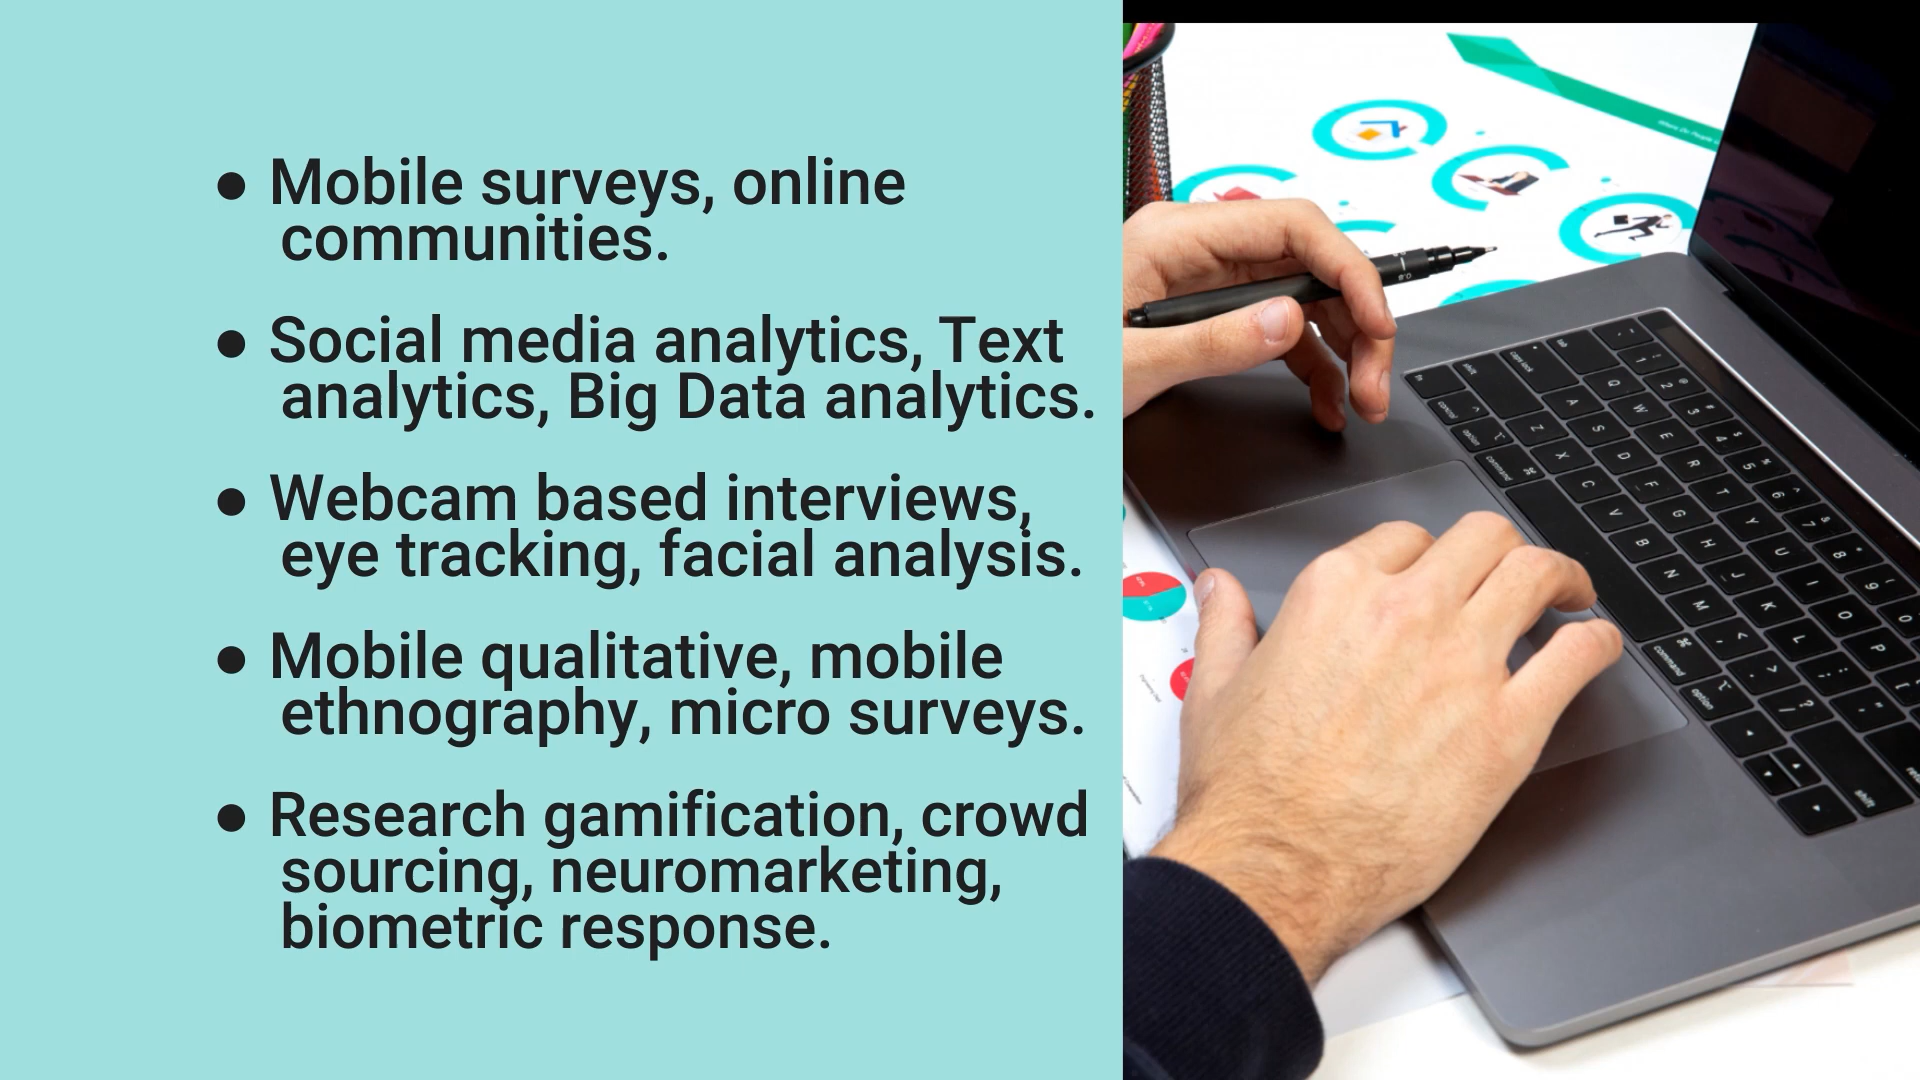 ● Mobile surveys, online
communities.
● Social media analytics, Text
analytics, Big Data analytics.
● Webcam based interviews,
eye tracking, facial analysis.
● Mobile qualitative, mobile
ethnography, micro surveys.
● Research gamification, crowd
sourcing, neuromarketing,
biometric response.